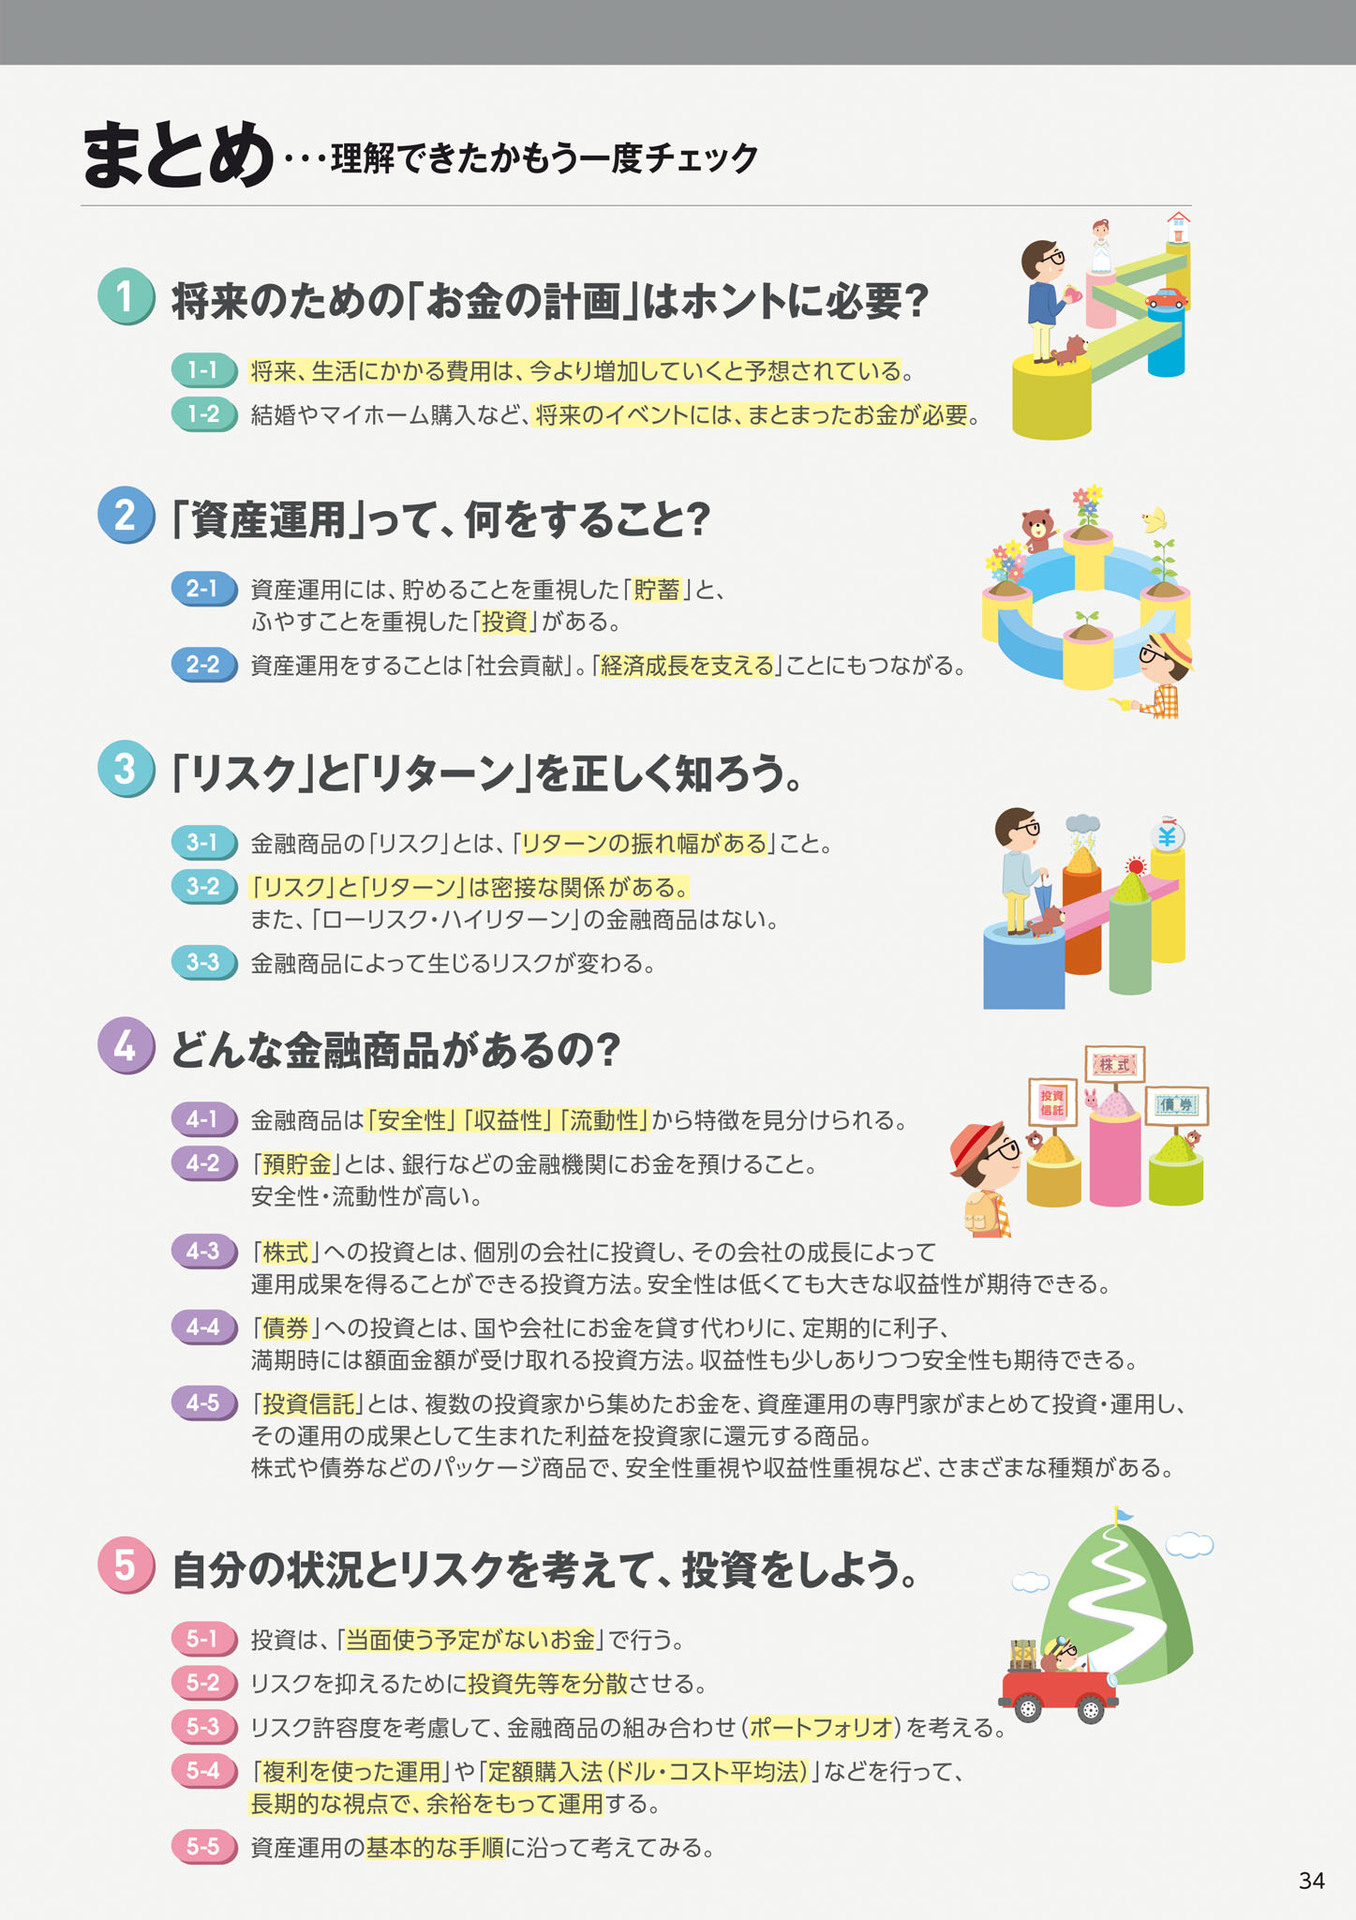 まとめ・・・理解できたかもう一度チェック
1 将来のための「お金の計画」はホントに必要?
1-1 将来、生活にかかる費用は、今より増加していくと予想されている。
1-2 結婚やマイホーム購入など、将来のイベントには、まとまったお金が必要。
2 「資産運用」って、何をすること?
2-1 資産運用には、貯めることを重視した「貯蓄」と、
ふやすことを重視した「投資」がある。
2-2 資産運用をすることは「社会貢献」。「経済成長を支える」ことにもつながる。
3 「リスク」と「リターン」を正しく知ろう。
3-1 金融商品の「リスク」とは、「リターンの振れ幅がある」こと。
3-2 「リスク」と「リターン」は密接な関係がある。
また、「ローリスク・ハイリターン」の金融商品はない。
3-3 金融商品によって生じるリスクが変わる。
¥
4 どんな金融商品があるの?
4-1 金融商品は「安全性」「収益性」「流動性」から特徴を見分けられる。
4-2 「預貯金」とは、銀行などの金融機関にお金を預けること。
安全性・流動性が高い。
4-3 「株式」への投資とは、個別の会社に投資し、その会社の成長によって
運用成果を得ることができる投資方法。安全性は低くても大きな収益性が期待できる。
4-4 「債券」への投資とは、国や会社にお金を貸す代わりに、定期的に利子、
満期時には額面金額が受け取れる投資方法。収益性も少しありつつ安全性も期待できる。
4-5 「投資信託」とは、複数の投資家から集めたお金を、資産運用の専門家がまとめて投資・運用し、
その運用の成果として生まれた利益を投資家に還元する商品。
株式や債券などのパッケージ商品で、安全性重視や収益性重視など、さまざまな種類がある。
株式
投資
信託
債券
5 自分の状況とリスクを考えて、投資をしよう。
5-1 投資は、「当面使う予定がないお金」で行う。
5-2 リスクを抑えるために投資先等を分散させる。
5-3 リスク許容度を考慮して、金融商品の組み合わせ(ポートフォリオ)を考える。
5-4 「複利を使った運用」や「定額購入法(ドル・コスト平均法)」などを行って、
長期的な視点で、余裕をもって運用する。
5-5 資産運用の基本的な手順に沿って考えてみる。
34